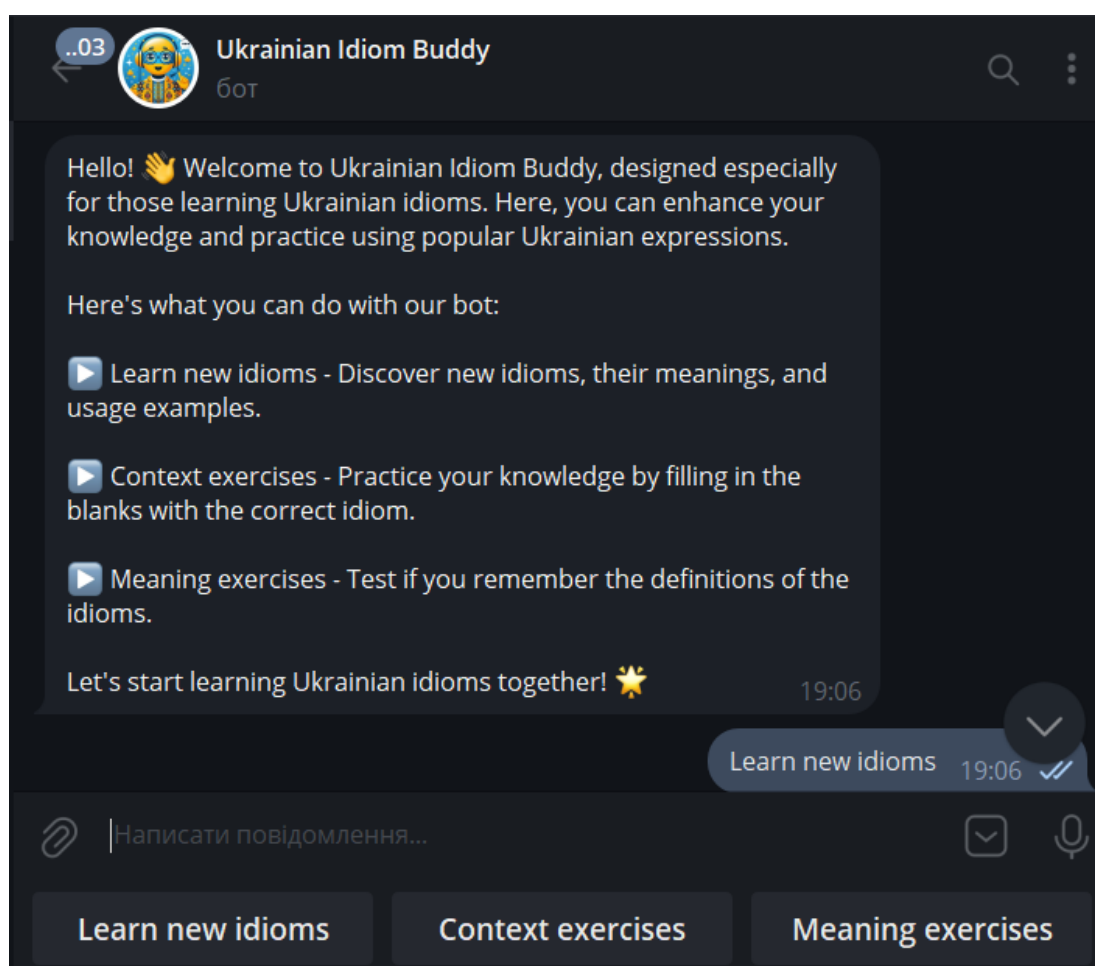 ..03
Ukrainian Idiom Buddy
бот
Hello! 👋 Welcome to Ukrainian Idiom Buddy, designed especially
for those learning Ukrainian idioms. Here, you can enhance your
knowledge and practice using popular Ukrainian expressions.
Here's what you can do with our bot:
▶️ Learn new idioms - Discover new idioms, their meanings, and
usage examples.
▶️ Context exercises - Practice your knowledge by filling in the
blanks with the correct idiom.
▶️ Meaning exercises - Test if you remember the definitions of the
idioms.
Let's start learning Ukrainian idioms together! 🌟
19:06
Learn new idioms 19:06
Написати повідомлення...
Learn new idioms
Context exercises
Meaning exercises